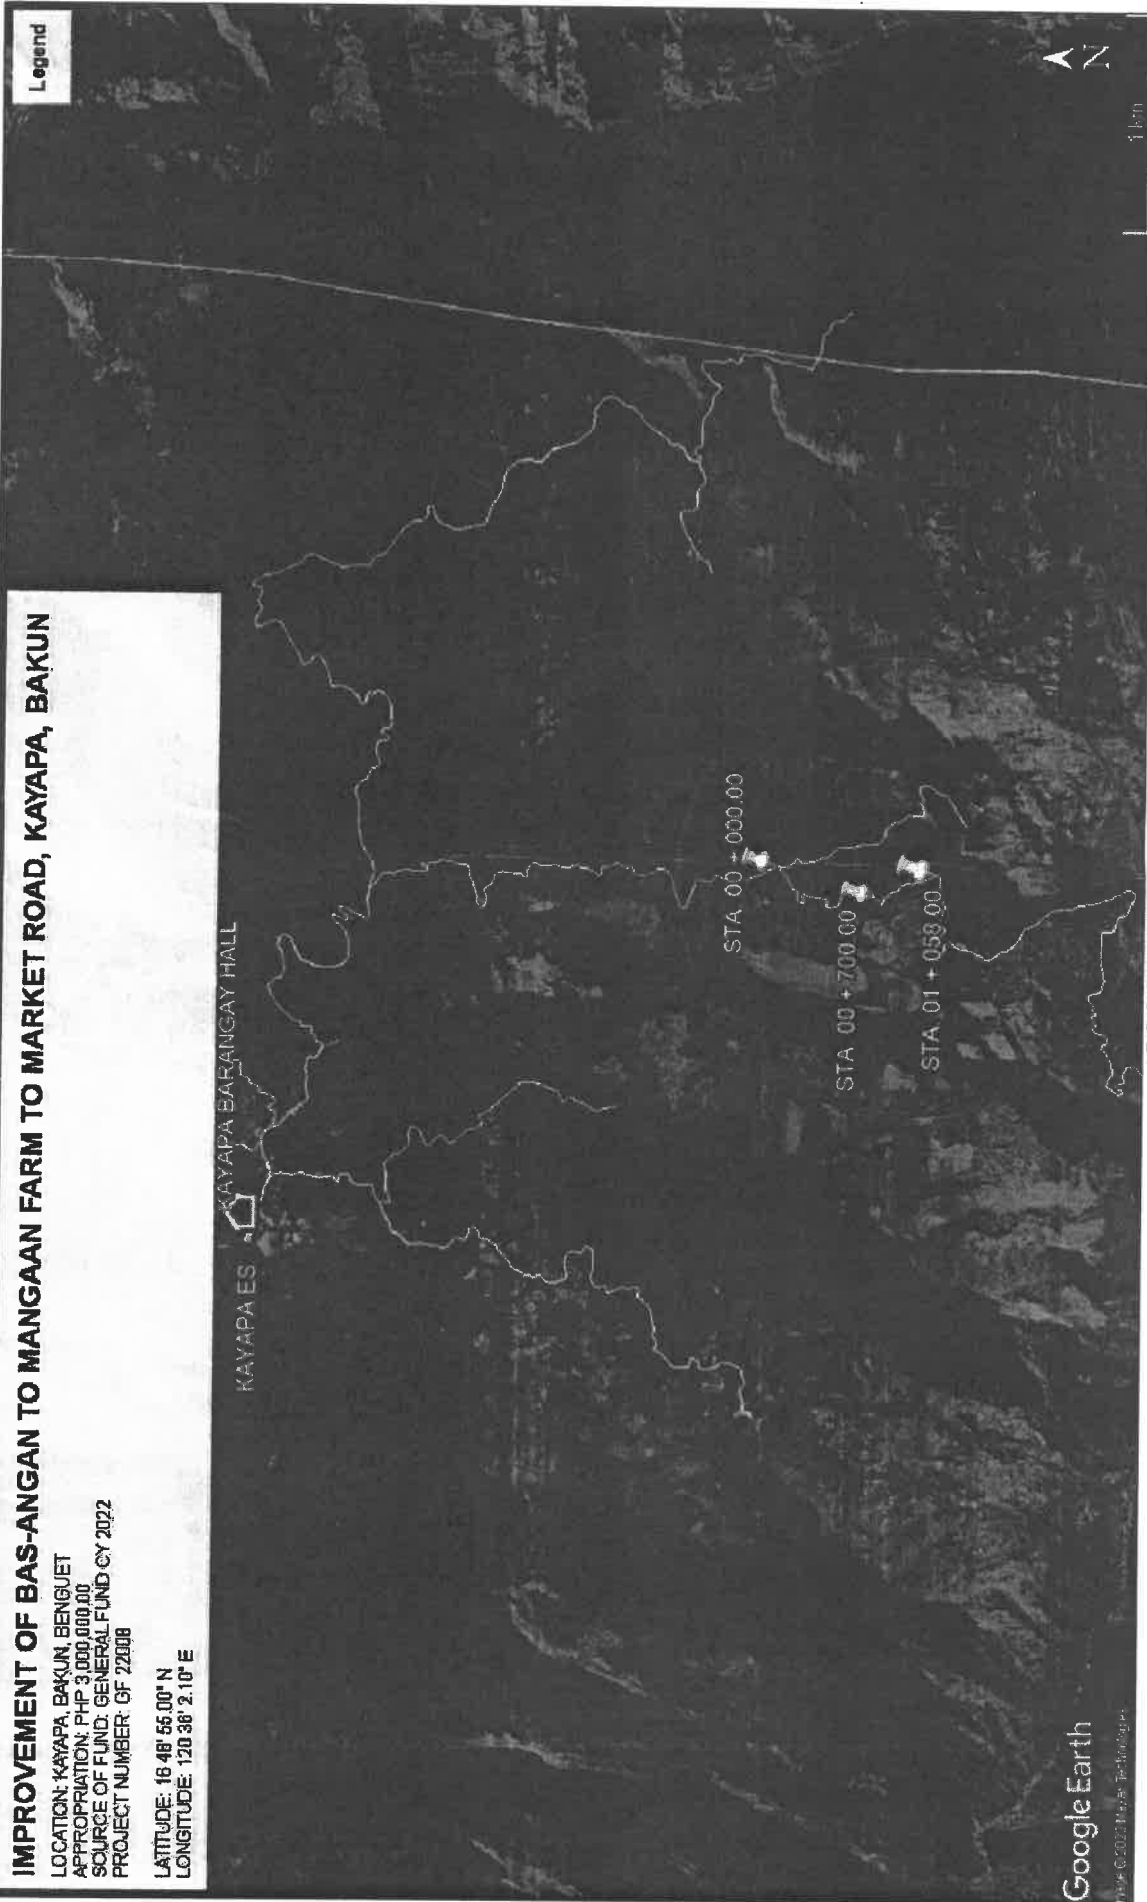 IMPROVEMENT OF BAS-ANGAN TO MANGAAN FARM TO MARKET ROAD, KAYAPA, BAKUN
LOCATION: KAYAPA, BAKUN, BENGUET
APPROPRIATION: PHP 3,000,000.00
SOURCE OF FUND: GENERAL FUND CY 2022
PROJECT NUMBER: GF 22008
LATITUDE: 16 48' 55.00" N
LONGITUDE: 120 36' 2.10" E
Legend
KAYAPA ES
KAYAPA BARANGAY HALL
STA. 00 + 000.00
STA 00 + 700.00
STA. 01 + 058.00
Google Earth
Technologies
1 km
N